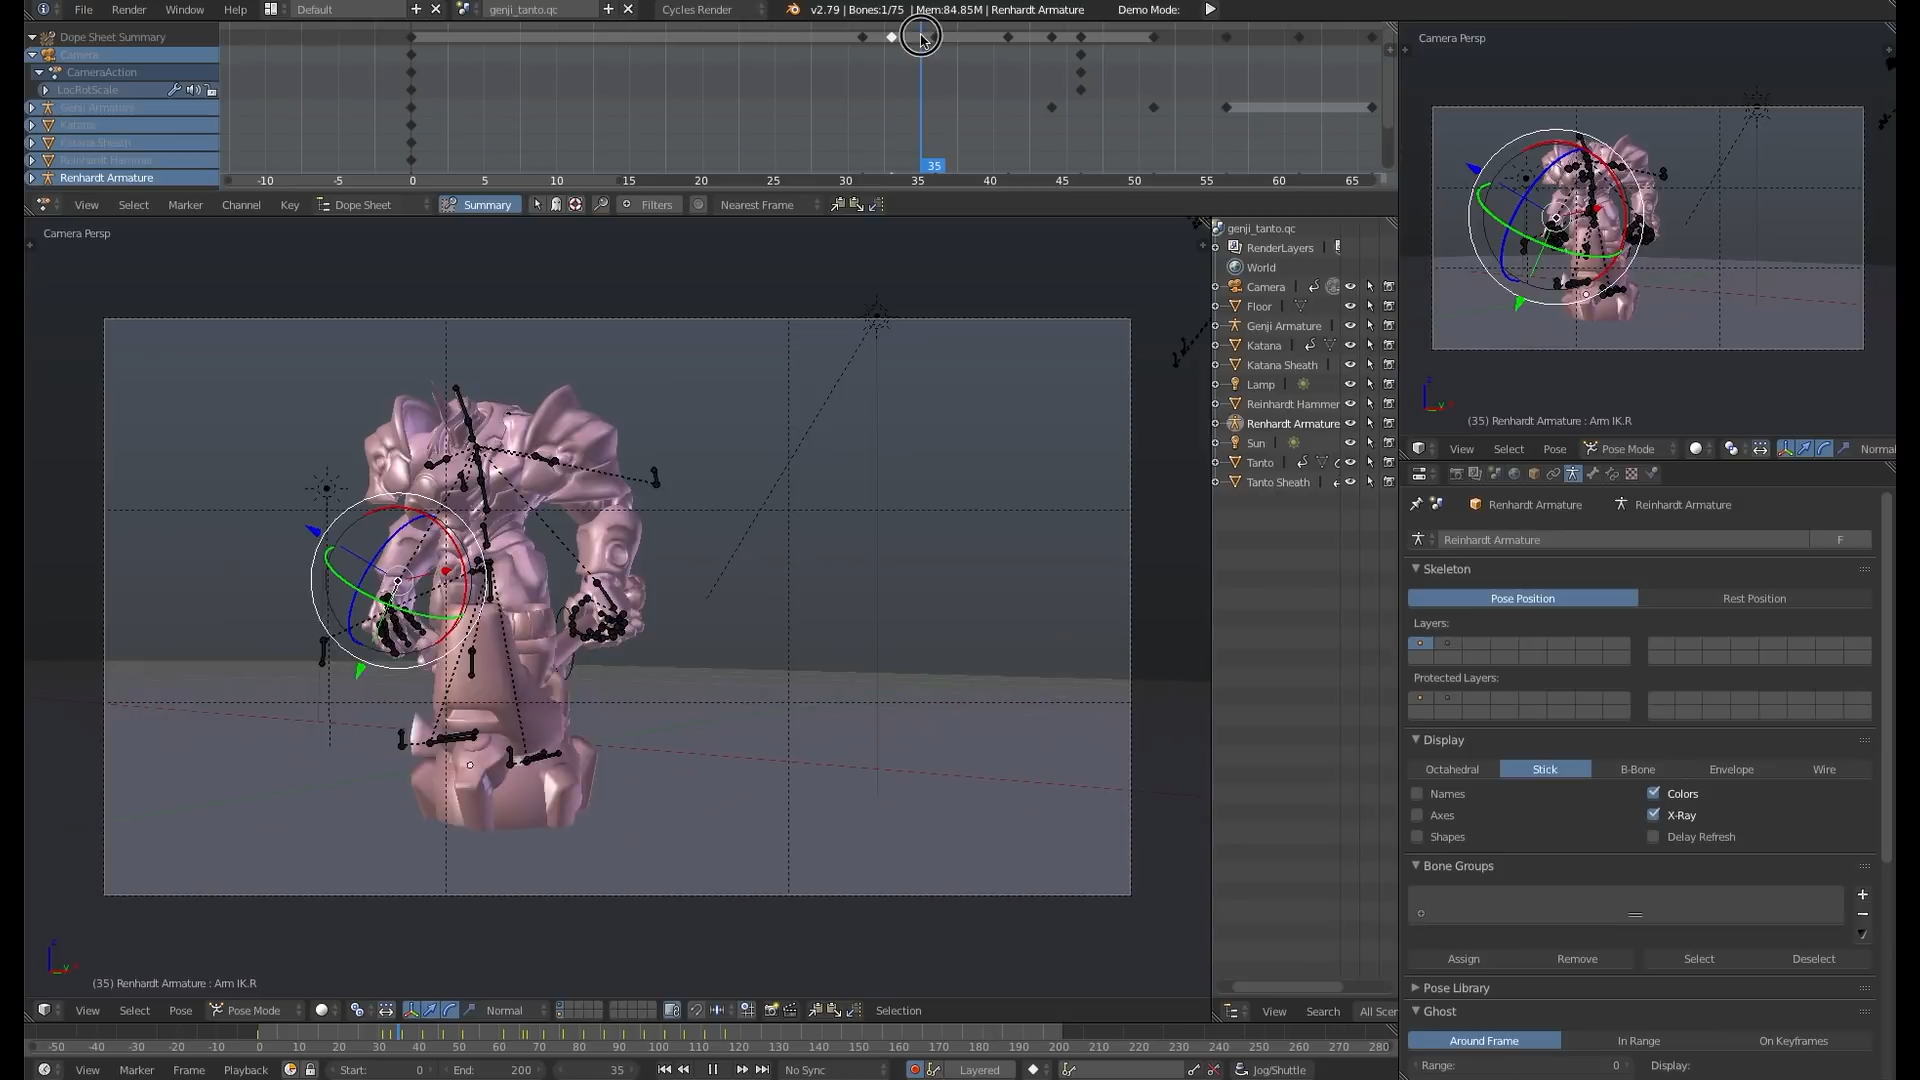 File Render Window Help Default genji_tanto.qc Cycles Render v2.79 | Bones:1/75 | Mem:84.85M | Renhardt Armature Demo Mode:
Dope Sheet Summary
Camera
CameraAction
LocRotScale
Genji Armature
Katana
Katana Sheath
Reinhardt Hammer
Renhardt Armature
35
-10 -5 0 5 10 15 20 25 30 35 40 45 50 55 60 65
View Select Marker Channel Key Dope Sheet Summary Filters Nearest Frame
Camera Persp
(35) Renhardt Armature : Arm IK.R
View Select Pose Pose Mode Normal Selection
genji_tanto.qc
RenderLayers
World
Camera
Floor
Genji Armature
Katana
Katana Sheath
Lamp
Reinhardt Hammer
Renhardt Armature
Sun
Tanto
Tanto Sheath
View Search All Scen
Camera Persp
(35) Renhardt Armature : Arm IK.R
View Select Pose Pose Mode Normal
Renhardt Armature Reinhardt Armature
Reinhardt Armature F
Skeleton
Pose Position Rest Position
Layers:
Protected Layers:
Display
Octahedral Stick B-Bone Envelope Wire
Names Colors
Axes X-Ray
Shapes Delay Refresh
Bone Groups
Assign Remove Select Deselect
Pose Library
Ghost
Around Frame In Range On Keyframes
Range: 0 Display:
-50 -40 -30 -20 -10 0 10 20 30 40 50 60 70 80 90 100 110 120 130 140 150 160 170 180 190 200 210 220 230 240 250 260 270 280
View Marker Frame Playback Start: 0 End: 200 35 No Sync Layered Jog/Shuttle